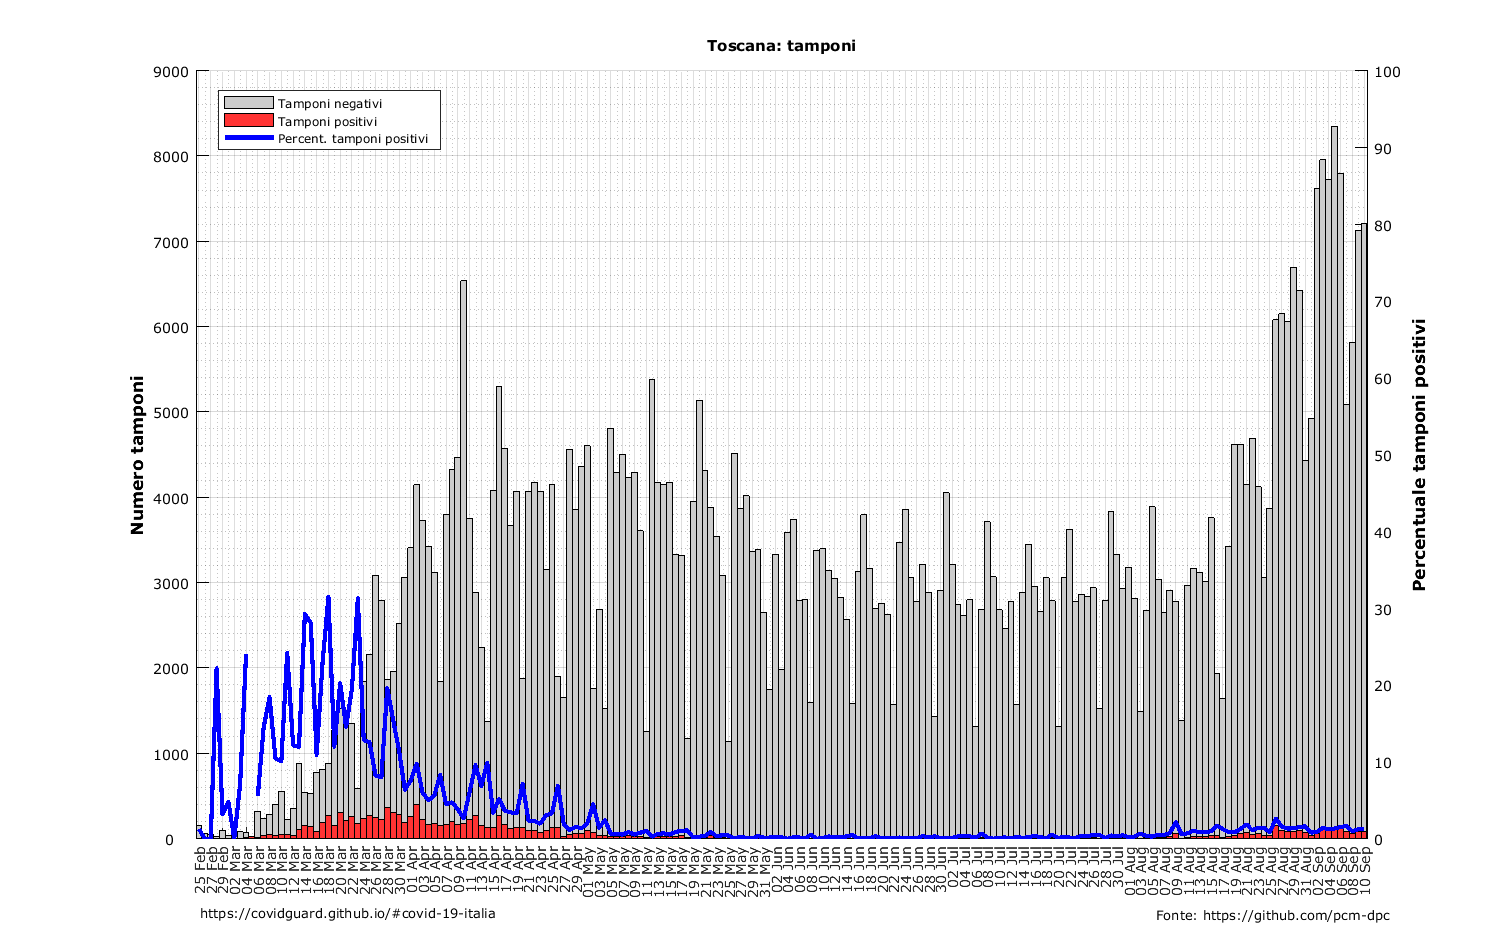 Toscana: tamponi
Tamponi negativi
Tamponi positivi
Percent. tamponi positivi
Numero tamponi
9000
8000
7000
6000
5000
4000
3000
2000
1000
0
Percentuale tamponi positivi
100
90
80
70
60
50
40
30
20
10
0
25 Feb
27 Feb
29 Feb
02 Mar
04 Mar
06 Mar
08 Mar
10 Mar
12 Mar
14 Mar
16 Mar
18 Mar
20 Mar
22 Mar
24 Mar
26 Mar
28 Mar
30 Mar
01 Apr
03 Apr
05 Apr
07 Apr
09 Apr
11 Apr
13 Apr
15 Apr
17 Apr
19 Apr
21 Apr
23 Apr
25 Apr
27 Apr
29 Apr
01 May
03 May
05 May
07 May
09 May
11 May
13 May
15 May
17 May
19 May
21 May
23 May
25 May
27 May
29 May
31 May
02 Jun
04 Jun
06 Jun
08 Jun
10 Jun
12 Jun
14 Jun
16 Jun
18 Jun
20 Jun
22 Jun
24 Jun
26 Jun
28 Jun
30 Jun
02 Jul
04 Jul
06 Jul
08 Jul
10 Jul
12 Jul
14 Jul
16 Jul
18 Jul
20 Jul
22 Jul
24 Jul
26 Jul
28 Jul
30 Jul
01 Aug
03 Aug
05 Aug
07 Aug
09 Aug
11 Aug
13 Aug
15 Aug
17 Aug
19 Aug
21 Aug
23 Aug
25 Aug
27 Aug
29 Aug
31 Aug
02 Sep
04 Sep
06 Sep
08 Sep
10 Sep
https://covidguard.github.io/#covid-19-italia
Fonte: https://github.com/pcm-dpc